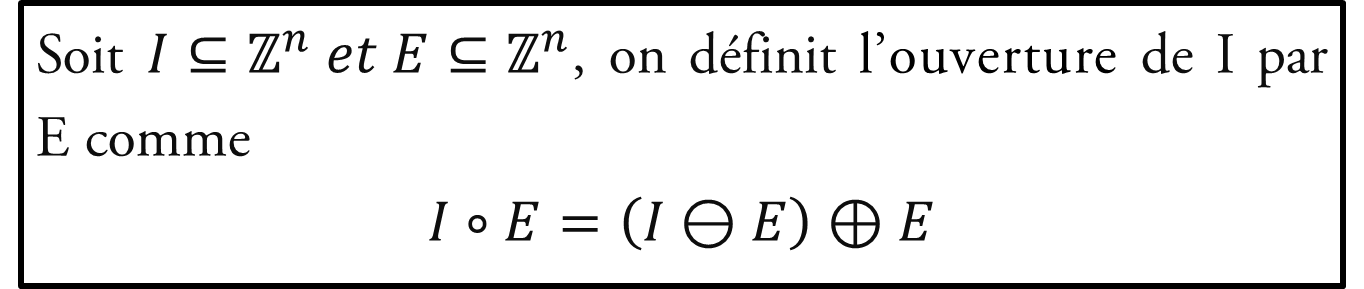 Soit I ⊆ ℤⁿ et E ⊆ ℤⁿ, on définit l'ouverture de I par
E comme
I ∘ E = (I ⊖ E) ⊕ E